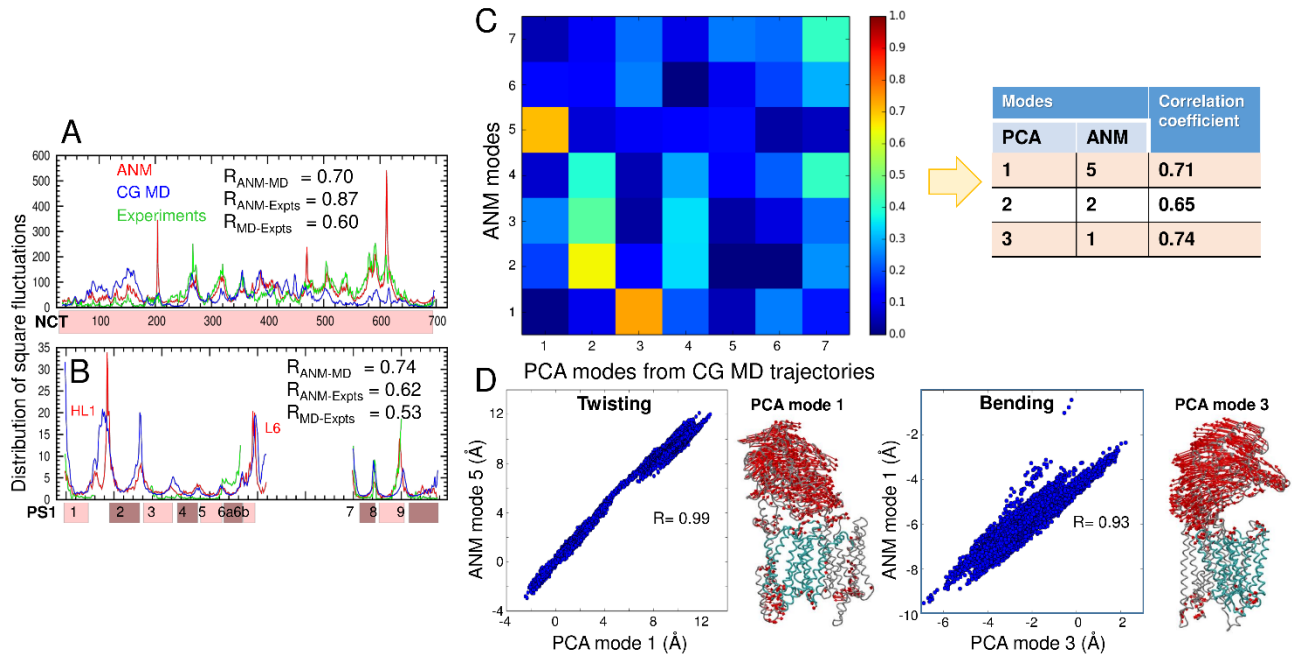 A
600
500
400
300
200
100
0
ANM
CG MD
Experiments
R_ANM-MD = 0.70
R_ANM-Expts = 0.87
R_MD-Expts = 0.60
NCT
100 200 300 400 500 600 700
Distribution of square fluctuations
B
35
30
25
20
15
10
5
0
HL1
L6
R_ANM-MD = 0.74
R_ANM-Expts = 0.62
R_MD-Expts = 0.53
PS1 1 2 3 4 5 6a6b 7 8 9
C
ANM modes
7
6
5
4
3
2
1
1 2 3 4 5 6 7
PCA modes from CG MD trajectories
1.0
0.9
0.8
0.7
0.6
0.5
0.4
0.3
0.2
0.1
0.0
Modes Correlation
coefficient
PCA ANM
1 5 0.71
2 2 0.65
3 1 0.74
D
Twisting
ANM mode 5 (Å)
12
8
4
0
-4
R= 0.99
-4 0 4 8 12
PCA mode 1 (Å)
PCA mode 1
Bending
ANM mode 1 (Å)
-2
-4
-6
-8
-10
R= 0.93
-6 -4 -2 0 2
PCA mode 3 (Å)
PCA mode 3